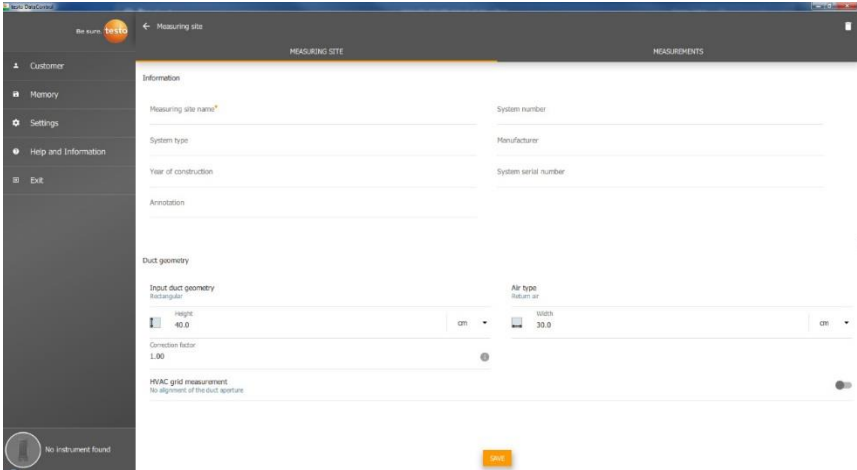 testo DataControl
Be sure. testo
← Measuring site
MEASURING SITE
MEASUREMENTS
Customer
Memory
Settings
Help and Information
Exit
No instrument found
Information
Measuring site name*
System number
System type
Manufacturer
Year of construction
System serial number
Annotation
Duct geometry
Input duct geometry
Rectangular
Air type
Return air
Height
40.0
cm
Width
30.0
cm
Correction factor
1.00
HVAC grid measurement
No alignment of the duct aperture
SAVE